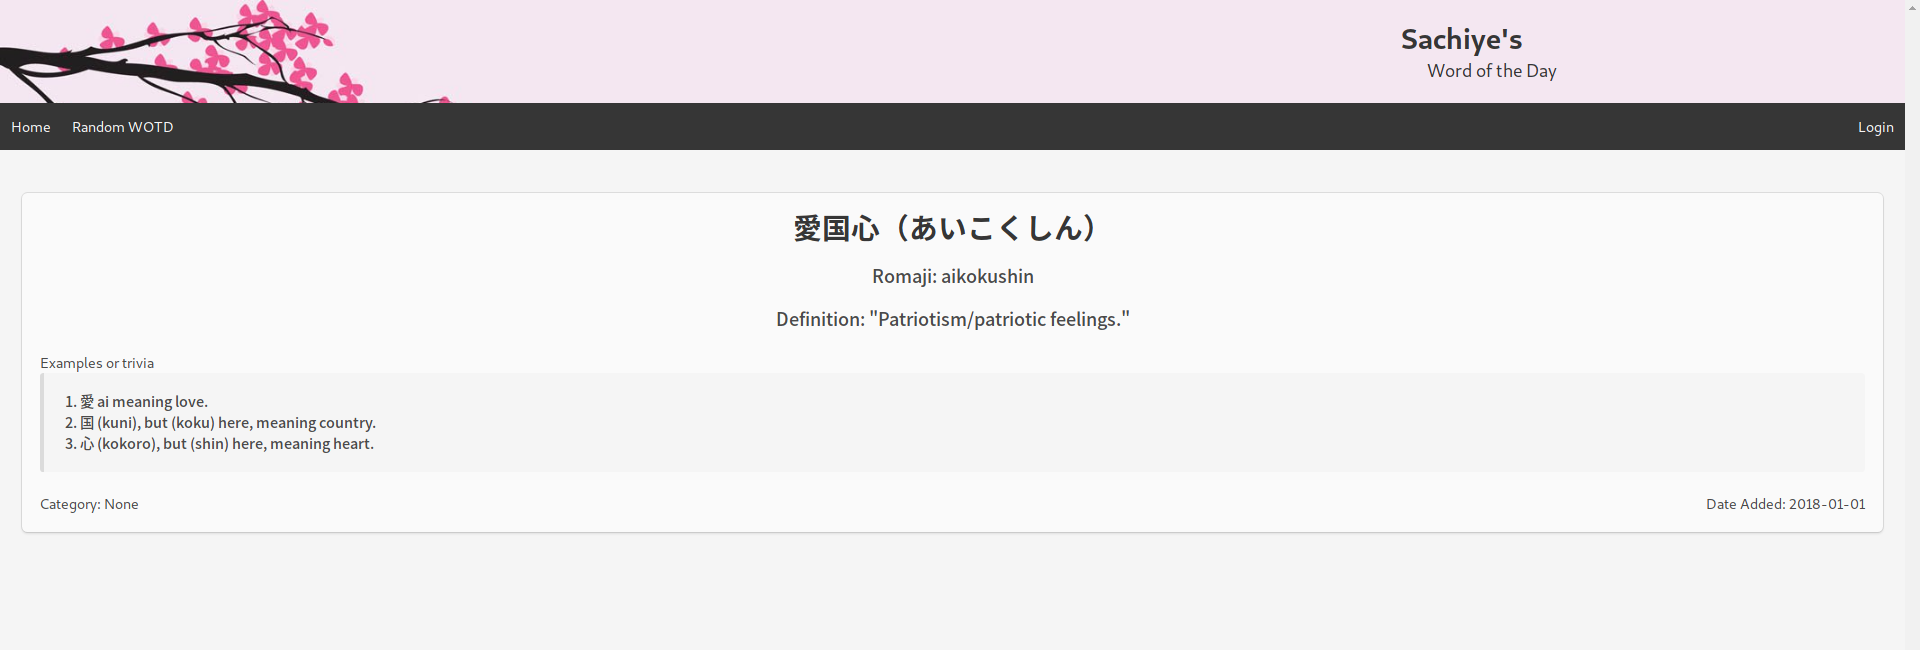 Sachiye's
Word of the Day
Home Random WOTD Login
愛国心（あいこくしん）
Romaji: aikokushin
Definition: "Patriotism/patriotic feelings."
Examples or trivia
1. 愛 ai meaning love.
2. 国 (kuni), but (koku) here, meaning country.
3. 心 (kokoro), but (shin) here, meaning heart.
Category: None Date Added: 2018-01-01